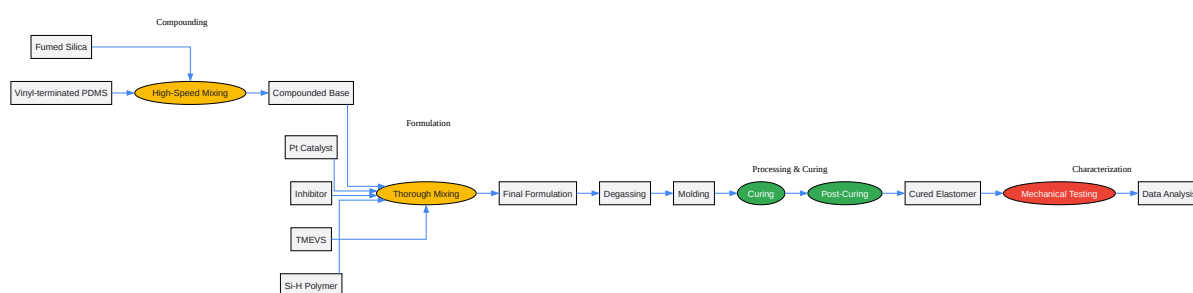 Compounding
Fumed Silica
Vinyl-terminated PDMS
High-Speed Mixing
Compounded Base
Formulation
Pt Catalyst
Inhibitor
TMEVS
Si-H Polymer
Thorough Mixing
Final Formulation
Degassing
Molding
Processing & Curing
Curing
Post-Curing
Cured Elastomer
Characterization
Mechanical Testing
Data Analysis